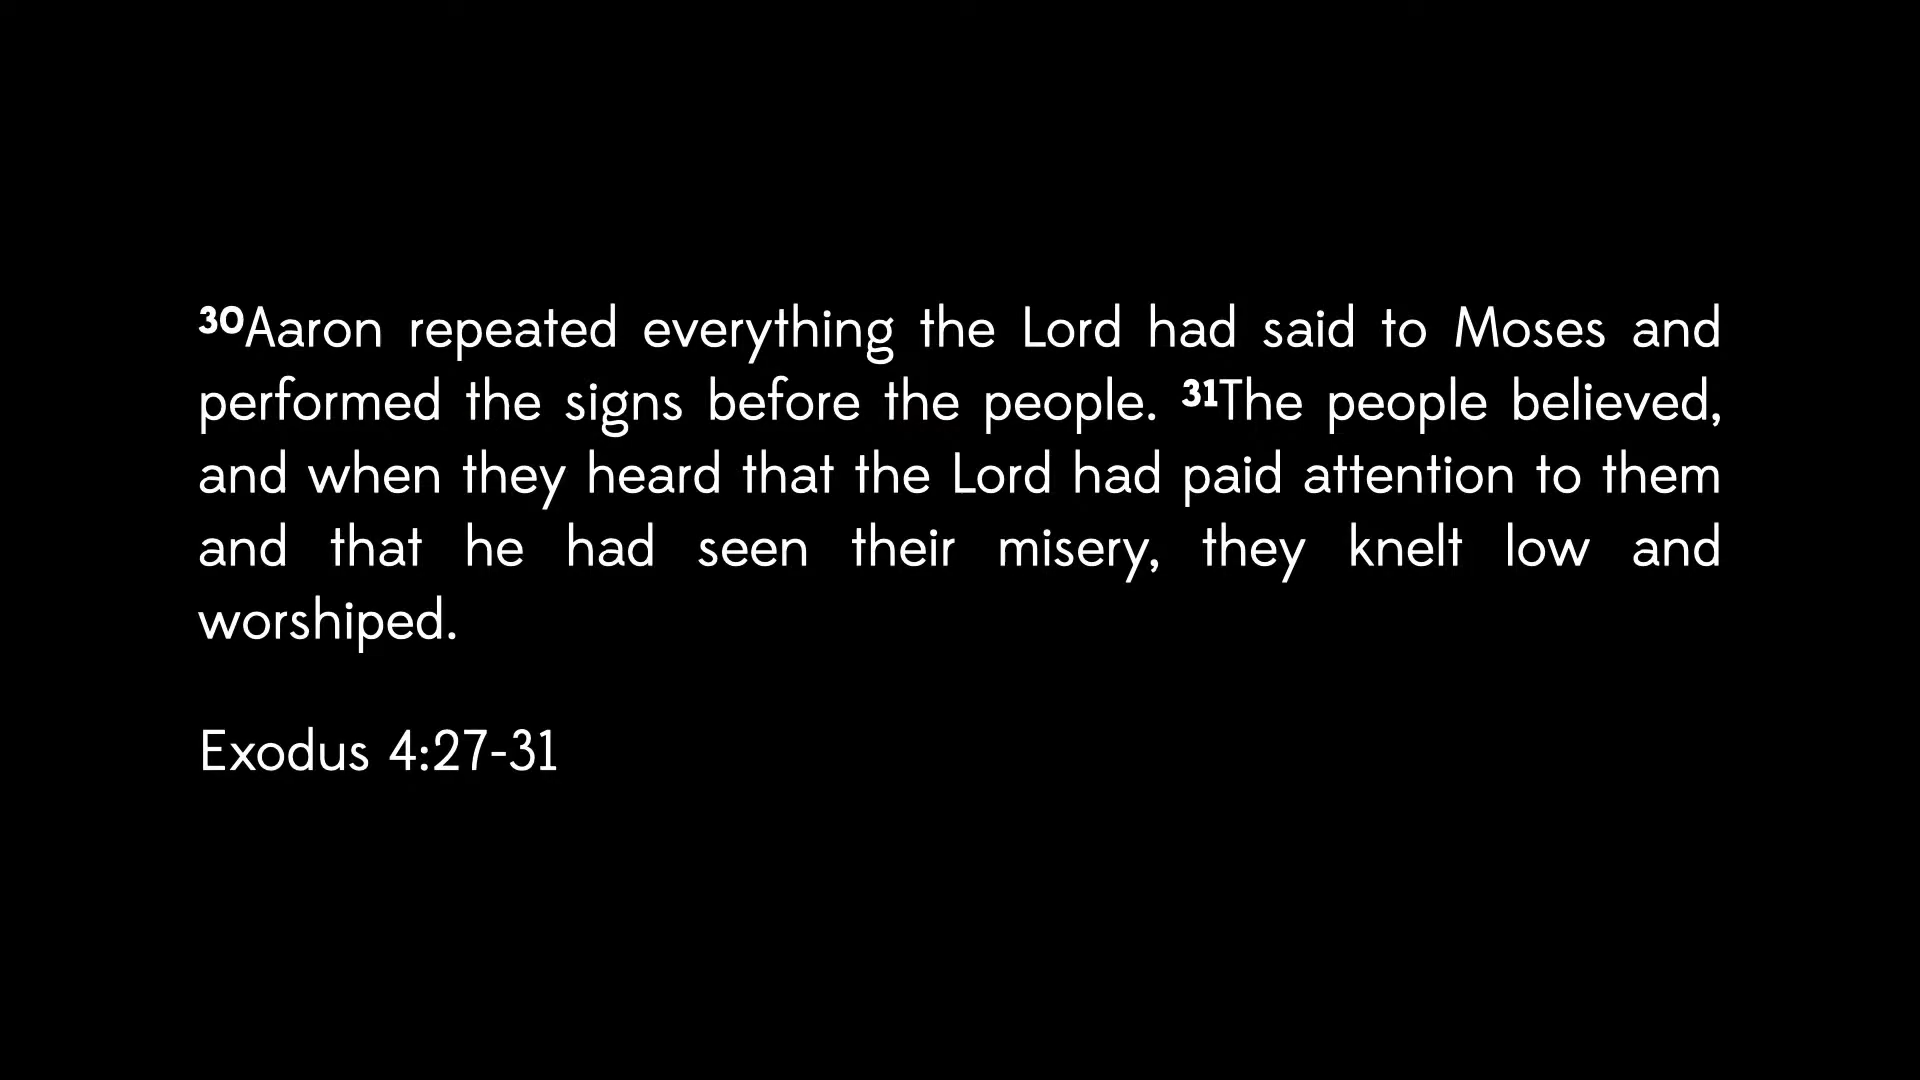 ³⁰Aaron repeated everything the Lord had said to Moses and
performed the signs before the people. ³¹The people believed,
and when they heard that the Lord had paid attention to them
and that he had seen their misery, they knelt low and
worshiped.
Exodus 4:27-31